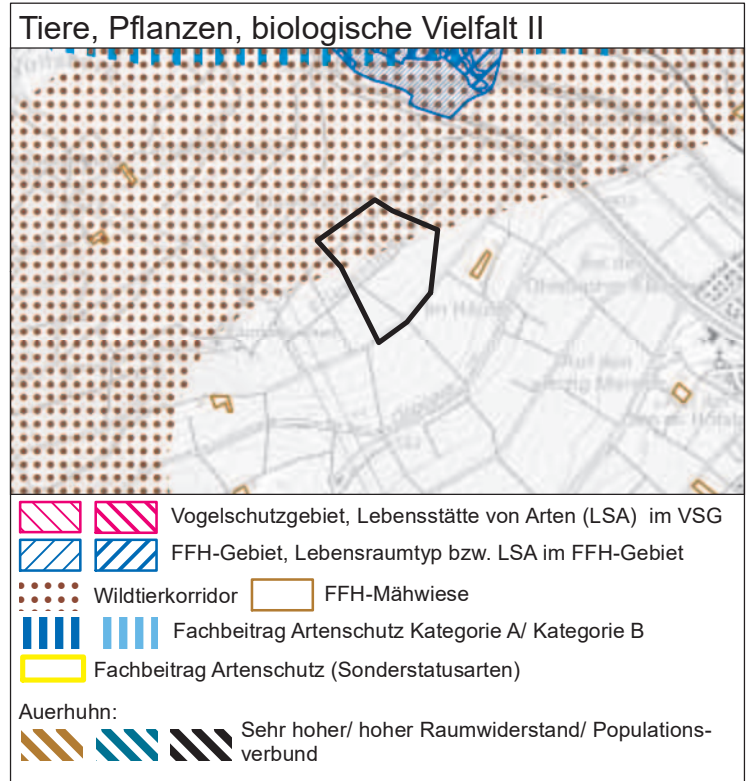 Tiere, Pflanzen, biologische Vielfalt II
Vogelschutzgebiet, Lebensstätte von Arten (LSA) im VSG
FFH-Gebiet, Lebensraumtyp bzw. LSA im FFH-Gebiet
Wildtierkorridor FFH-Mähwiese
Fachbeitrag Artenschutz Kategorie A/ Kategorie B
Fachbeitrag Artenschutz (Sonderstatusarten)
Auerhuhn:
Sehr hoher/ hoher Raumwiderstand/ Populations-
verbund